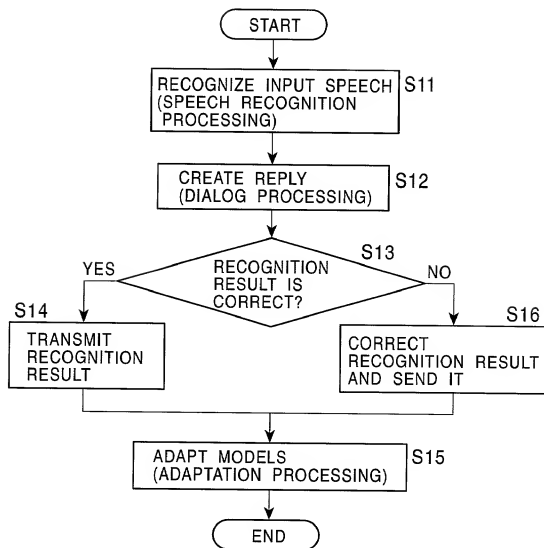 START
RECOGNIZE INPUT SPEECH
(SPEECH RECOGNITION
PROCESSING)
S11
CREATE REPLY
(DIALOG PROCESSING)
S12
S13
RECOGNITION
RESULT IS
CORRECT?
YES
NO
S14
TRANSMIT
RECOGNITION
RESULT
S16
CORRECT
RECOGNITION RESULT
AND SEND IT
ADAPT MODELS
(ADAPTATION PROCESSING)
S15
END